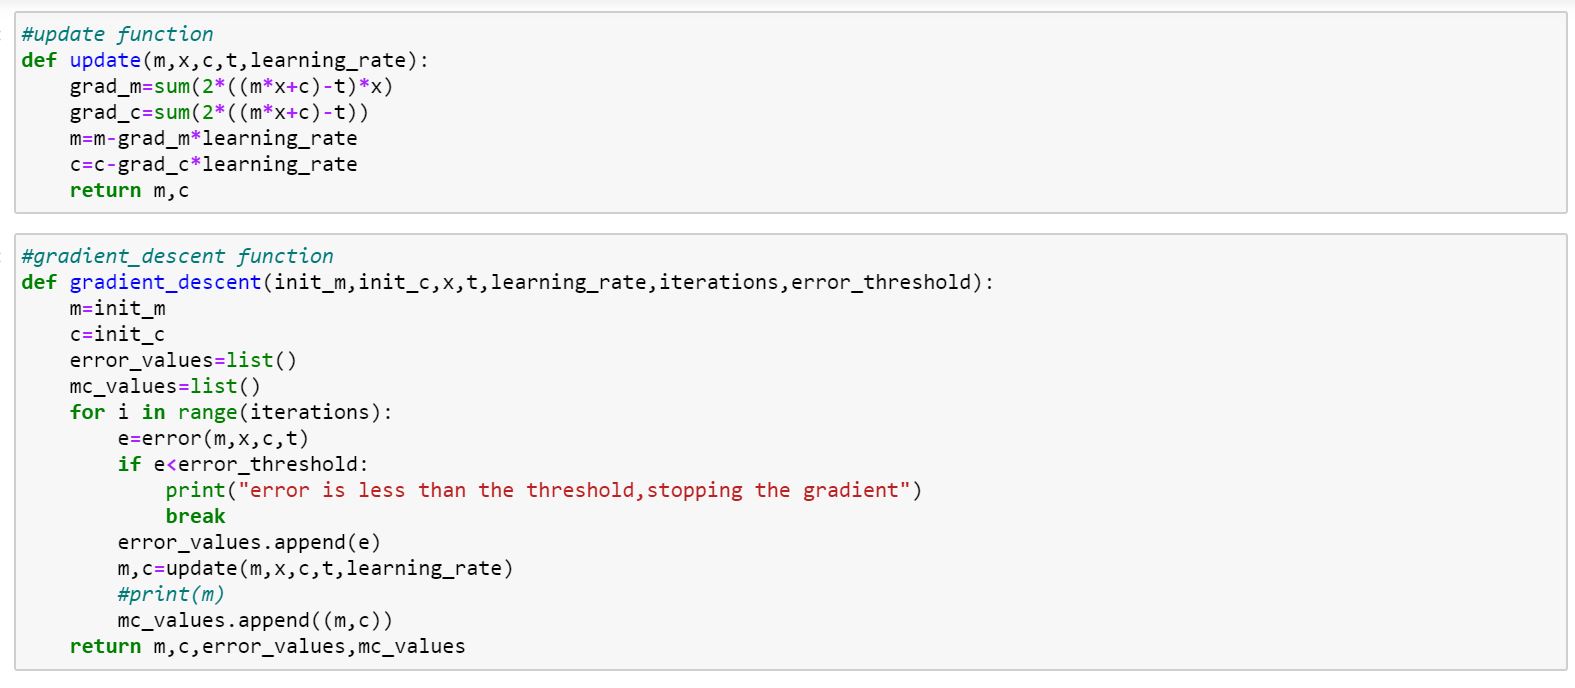 #update function
def update(m,x,c,t,learning_rate):
    grad_m=sum(2*((m*x+c)-t)*x)
    grad_c=sum(2*((m*x+c)-t))
    m=m-grad_m*learning_rate
    c=c-grad_c*learning_rate
    return m,c
#gradient_descent function
def gradient_descent(init_m,init_c,x,t,learning_rate,iterations,error_threshold):
    m=init_m
    c=init_c
    error_values=list()
    mc_values=list()
    for i in range(iterations):
        e=error(m,x,c,t)
        if e<error_threshold:
            print("error is less than the threshold,stopping the gradient")
            break
        error_values.append(e)
        m,c=update(m,x,c,t,learning_rate)
        #print(m)
        mc_values.append((m,c))
    return m,c,error_values,mc_values